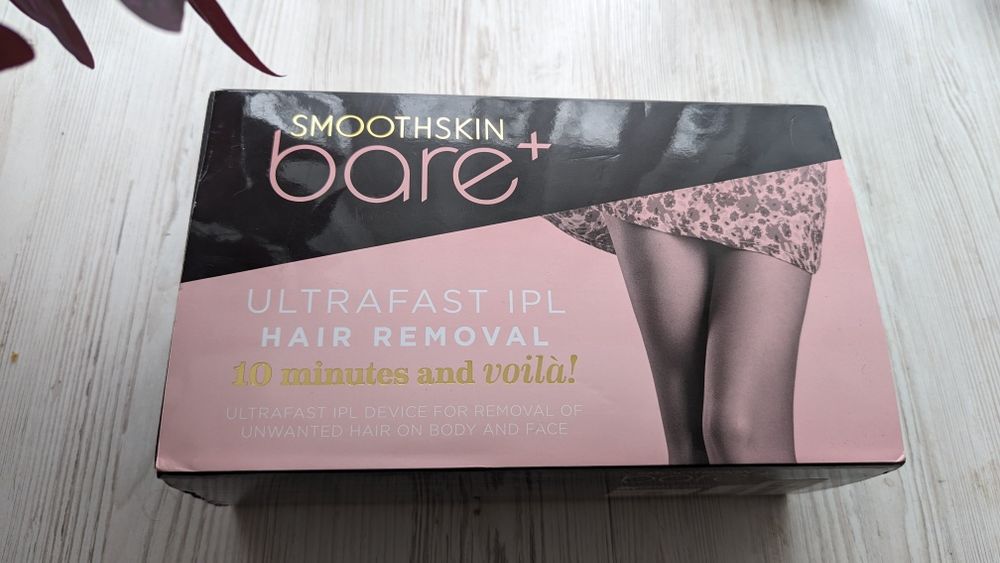 SMOOTHSKIN
bare+
ULTRAFAST IPL
HAIR REMOVAL
10 minutes and voilà!
ULTRAFAST IPL DEVICE FOR REMOVAL OF
UNWANTED HAIR ON BODY AND FACE